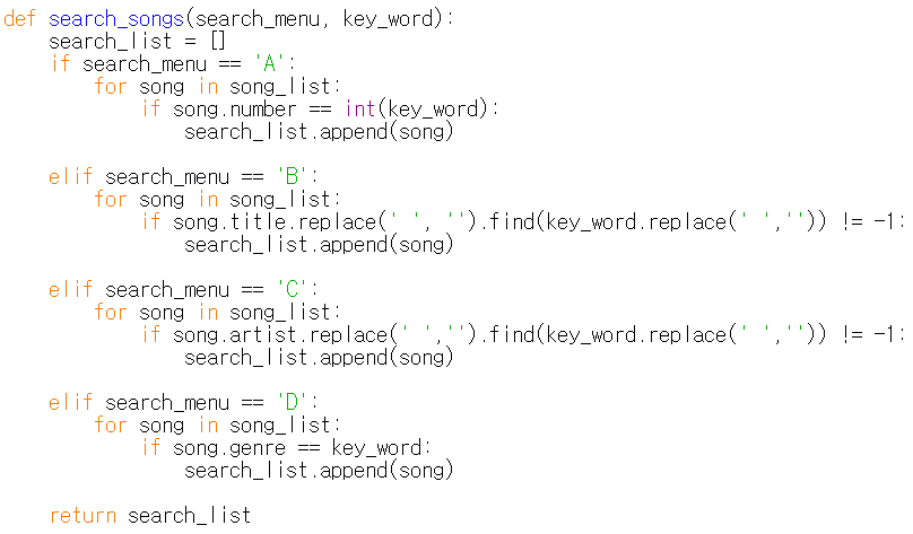 def search_songs(search_menu, key_word):
    search_list = []
    if search_menu == 'A':
        for song in song_list:
            if song.number == int(key_word):
                search_list.append(song)

    elif search_menu == 'B':
        for song in song_list:
            if song.title.replace(' ', '').find(key_word.replace(' ','')) != -1:
                search_list.append(song)

    elif search_menu == 'C':
        for song in song_list:
            if song.artist.replace(' ','').find(key_word.replace(' ','')) != -1:
                search_list.append(song)

    elif search_menu == 'D':
        for song in song_list:
            if song.genre == key_word:
                search_list.append(song)

    return search_list